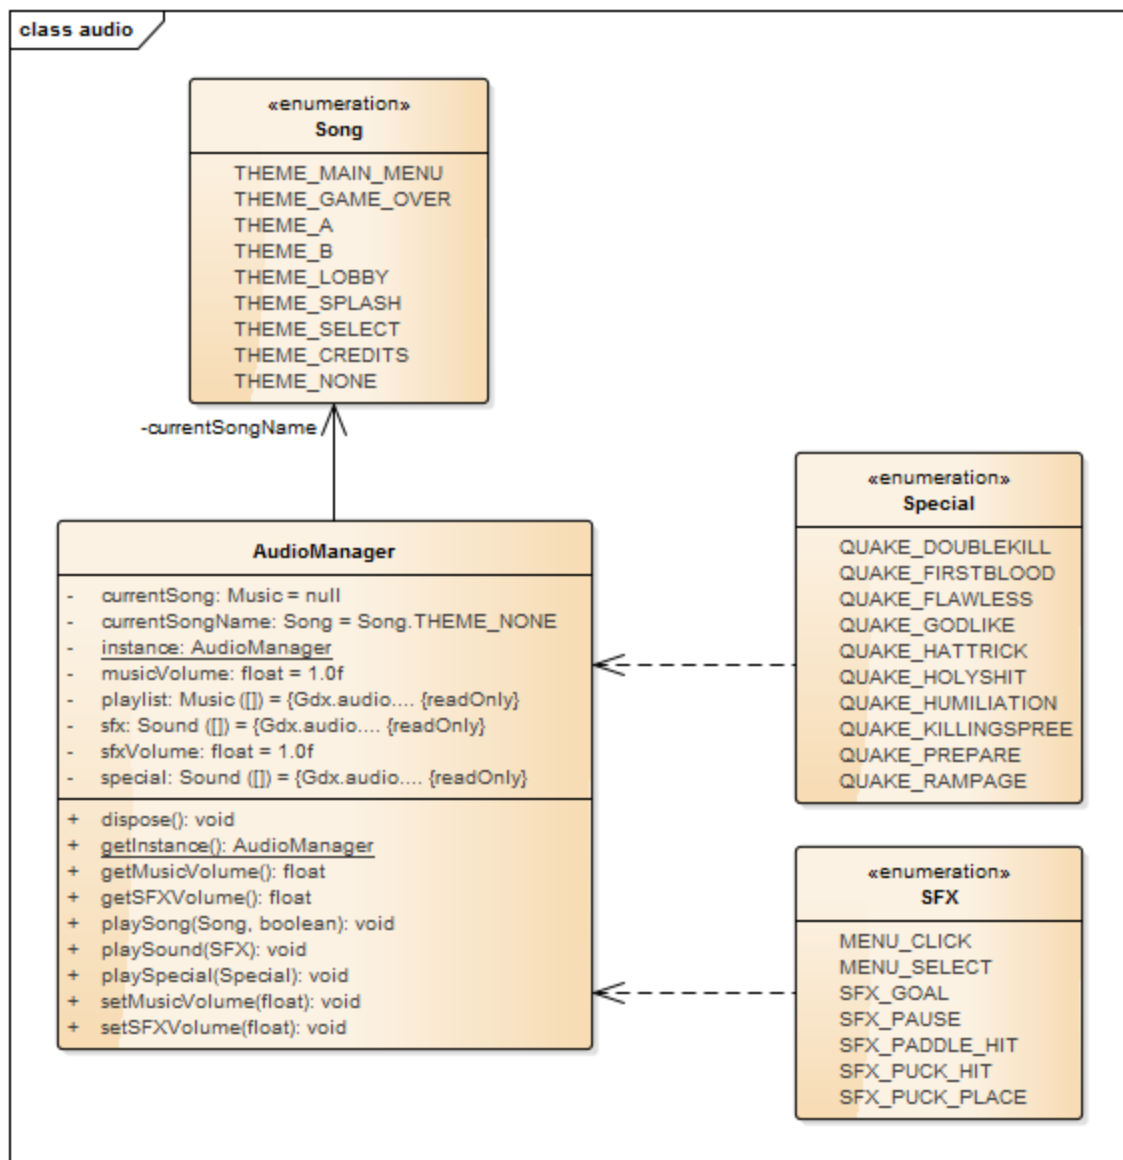 class audio
«enumeration»
Song
THEME_MAIN_MENU
THEME_GAME_OVER
THEME_A
THEME_B
THEME_LOBBY
THEME_SPLASH
THEME_SELECT
THEME_CREDITS
THEME_NONE
-currentSongName
AudioManager
- currentSong: Music = null
- currentSongName: Song = Song.THEME_NONE
- instance: AudioManager
- musicVolume: float = 1.0f
- playlist: Music ([]) = {Gdx.audio.... {readOnly}
- sfx: Sound ([]) = {Gdx.audio.... {readOnly}
- sfxVolume: float = 1.0f
- special: Sound ([]) = {Gdx.audio.... {readOnly}
+ dispose(): void
+ getInstance(): AudioManager
+ getMusicVolume(): float
+ getSFXVolume(): float
+ playSong(Song, boolean): void
+ playSound(SFX): void
+ playSpecial(Special): void
+ setMusicVolume(float): void
+ setSFXVolume(float): void
«enumeration»
Special
QUAKE_DOUBLEKILL
QUAKE_FIRSTBLOOD
QUAKE_FLAWLESS
QUAKE_GODLIKE
QUAKE_HATTRICK
QUAKE_HOLYSHIT
QUAKE_HUMILIATION
QUAKE_KILLINGSPREE
QUAKE_PREPARE
QUAKE_RAMPAGE
«enumeration»
SFX
MENU_CLICK
MENU_SELECT
SFX_GOAL
SFX_PAUSE
SFX_PADDLE_HIT
SFX_PUCK_HIT
SFX_PUCK_PLACE